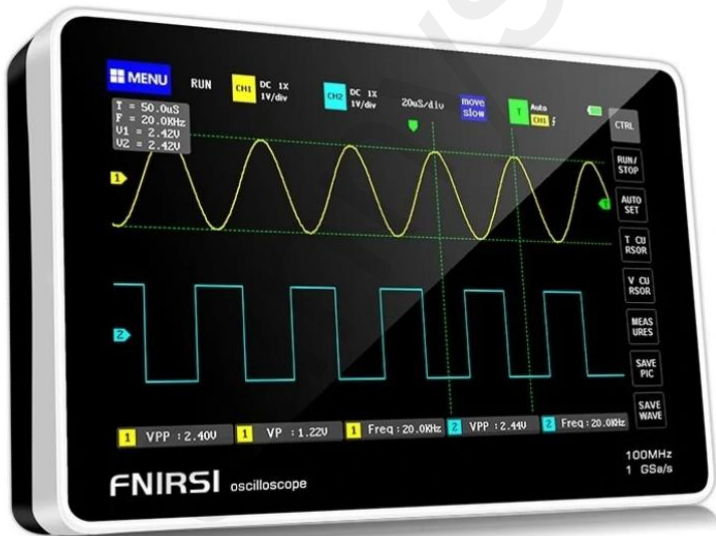 MENU
RUN
CH1 DC 1X
1V/div
CH2 DC 1X
1V/div
20uS/div
move
slow
T Auto
CH1
T = 50.0uS
F = 20.0KHz
V1 = 2.42V
V2 = 2.42V
CTRL
RUN/
STOP
AUTO
SET
T CU
RSOR
V CU
RSOR
MEAS
URES
SAVE
PIC
SAVE
WAVE
1
T
2
1 VPP :2.40V
1 VP :1.22V
1 Freq:20.0KHz
2 VPP :2.44V
2 Freq:20.0KHz
FNIRSI oscilloscope
100MHz
1 GSa/s